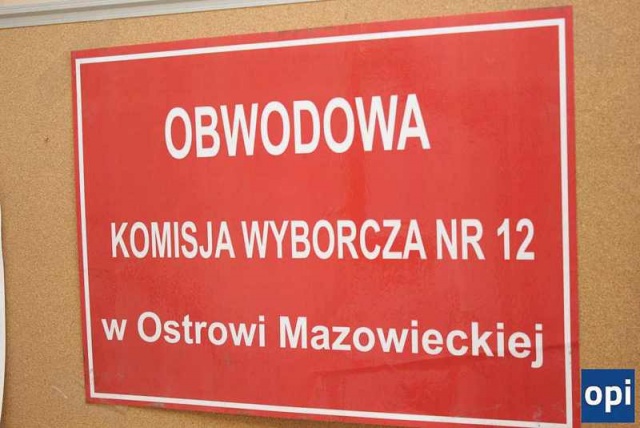 OBWODOWA
KOMISJA WYBORCZA NR 12
w Ostrowi Mazowieckiej
opi